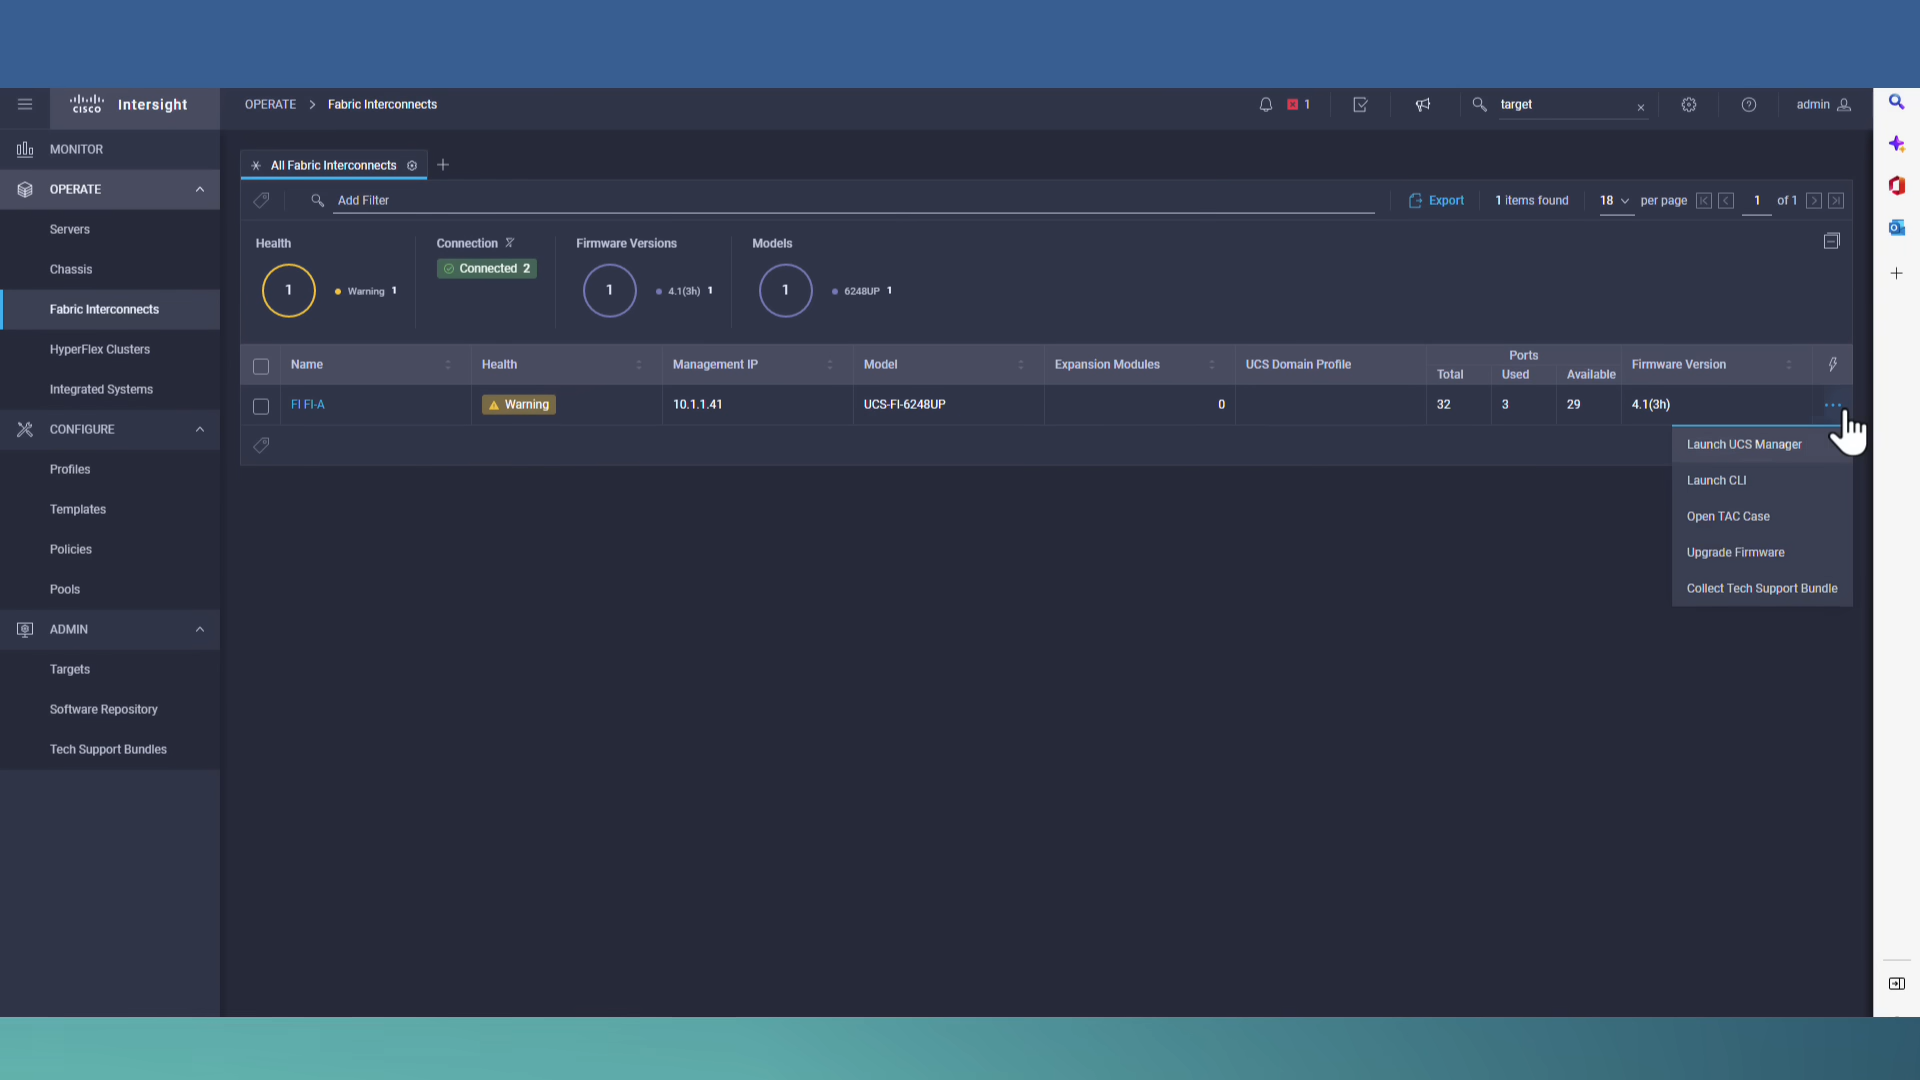 CISCO Intersight
OPERATE > Fabric Interconnects
1
target
admin
MONITOR
OPERATE
Servers
Chassis
Fabric Interconnects
HyperFlex Clusters
Integrated Systems
CONFIGURE
Profiles
Templates
Policies
Pools
ADMIN
Targets
Software Repository
Tech Support Bundles
All Fabric Interconnects
Add Filter
Export
1 items found
18 per page
1 of 1
Health
1
Warning 1
Connection
Connected 2
Firmware Versions
1
4.1(3h) 1
Models
1
6248UP 1
Name Health Management IP Model Expansion Modules UCS Domain Profile Ports Firmware Version
Total Used Available
FI FI-A Warning 10.1.1.41 UCS-FI-6248UP 0 32 3 29 4.1(3h) ...
Launch UCS Manager
Launch CLI
Open TAC Case
Upgrade Firmware
Collect Tech Support Bundle